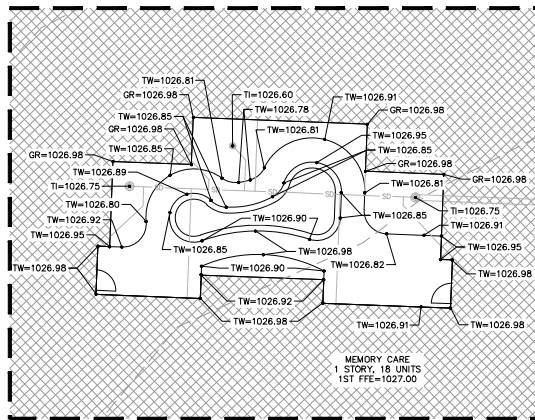 TW=1026.81
GR=1026.98
TI=1026.60
TW=1026.78
TW=1026.91
GR=1026.98
TW=1026.85
GR=1026.98
TW=1026.81
TW=1026.95
TW=1026.85
TW=1026.85
GR=1026.98
GR=1026.98
GR=1026.98
TW=1026.89
TI=1026.75
SD
SD
SD
SD
TW=1026.81
TI=1026.75
TW=1026.80
TW=1026.92
TW=1026.95
TW=1026.90
TW=1026.85
TW=1026.91
TW=1026.85
TW=1026.98
TW=1026.95
TW=1026.98
TW=1026.90
TW=1026.82
TW=1026.98
TW=1026.92
TW=1026.98
TW=1026.91
TW=1026.98
MEMORY CARE
1 STORY, 18 UNITS
1ST FFE=1027.00